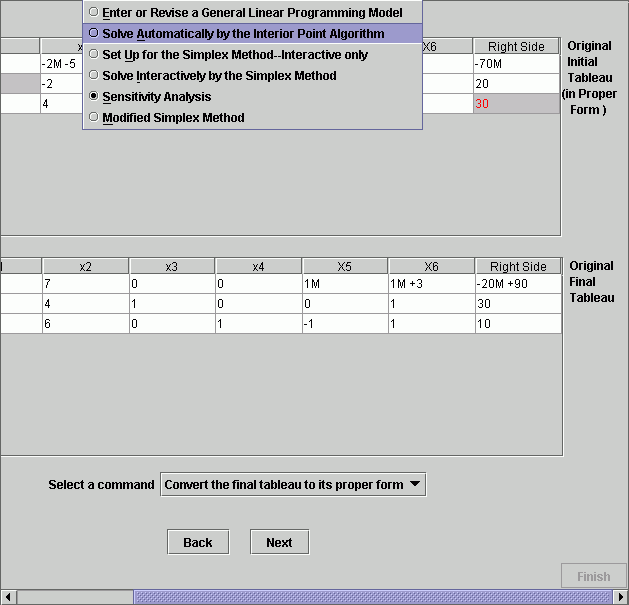 Enter or Revise a General Linear Programming Model
Solve Automatically by the Interior Point Algorithm
Set Up for the Simplex Method--Interactive only
Solve Interactively by the Simplex Method
Sensitivity Analysis
Modified Simplex Method
X6 Right Side
-2M -5 -70M
-2 20
4 30
Original
Initial
Tableau
(in Proper
Form )
x2 x3 x4 X5 X6 Right Side
7 0 0 1M 1M +3 -20M +90
4 1 0 0 1 30
6 0 1 -1 1 10
Original
Final
Tableau
Select a command Convert the final tableau to its proper form
Back Next
Finish